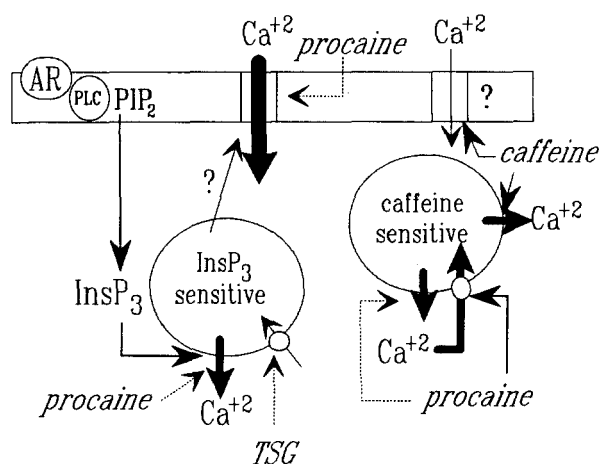 Ca+2
procaine
Ca+2
AR
PLC
PIP2
?
?
caffeine
caffeine
sensitive
Ca+2
InsP3
sensitive
InsP3
Ca+2
procaine
Ca+2
procaine
TSG